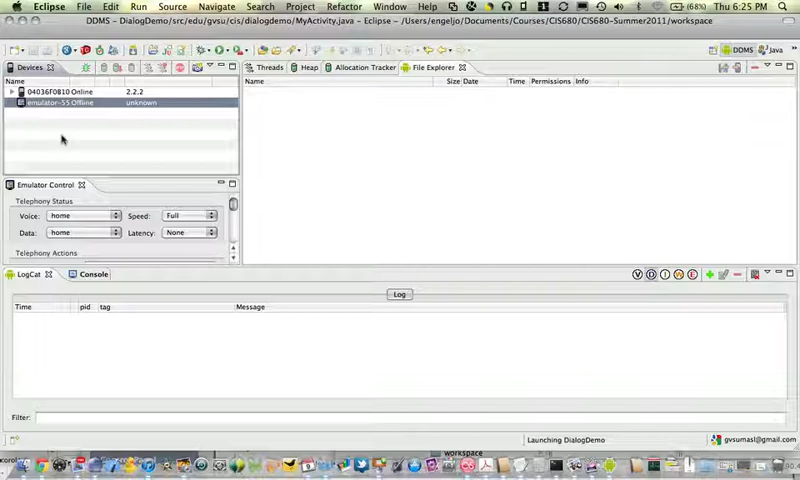 Eclipse File Edit Run Source Navigate Search Project Refactor Window Help (68%) Thu 6:25 PM
DDMS - DialogDemo/src/edu/gvsu/cis/dialogdemo/MyActivity.java - Eclipse - /Users/engeljo/Documents/Courses/CIS680/CIS680-Summer2011/workspace
DDMS Java
Devices
Threads Heap Allocation Tracker File Explorer
Name
Name Size Date Time Permissions Info
04036F0810 Online 2.2.2
emulator-55 Offline unknown
Emulator Control
Telephony Status
Voice: home Speed: Full
Data: home Latency: None
Telephony Actions
LogCat Console
V D I W E
Log
Time pid tag Message
Filter:
Launching DialogDemo
gvsumasl@gmail.com
workspace